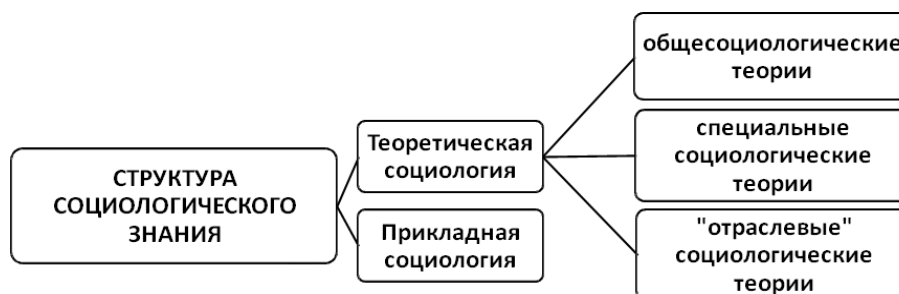 СТРУКТУРА
СОЦИОЛОГИЧЕСКОГО
ЗНАНИЯ
Теоретическая
социология
Прикладная
социология
общесоциологические
теории
специальные
социологические
теории
"отраслевые"
социологические
теории